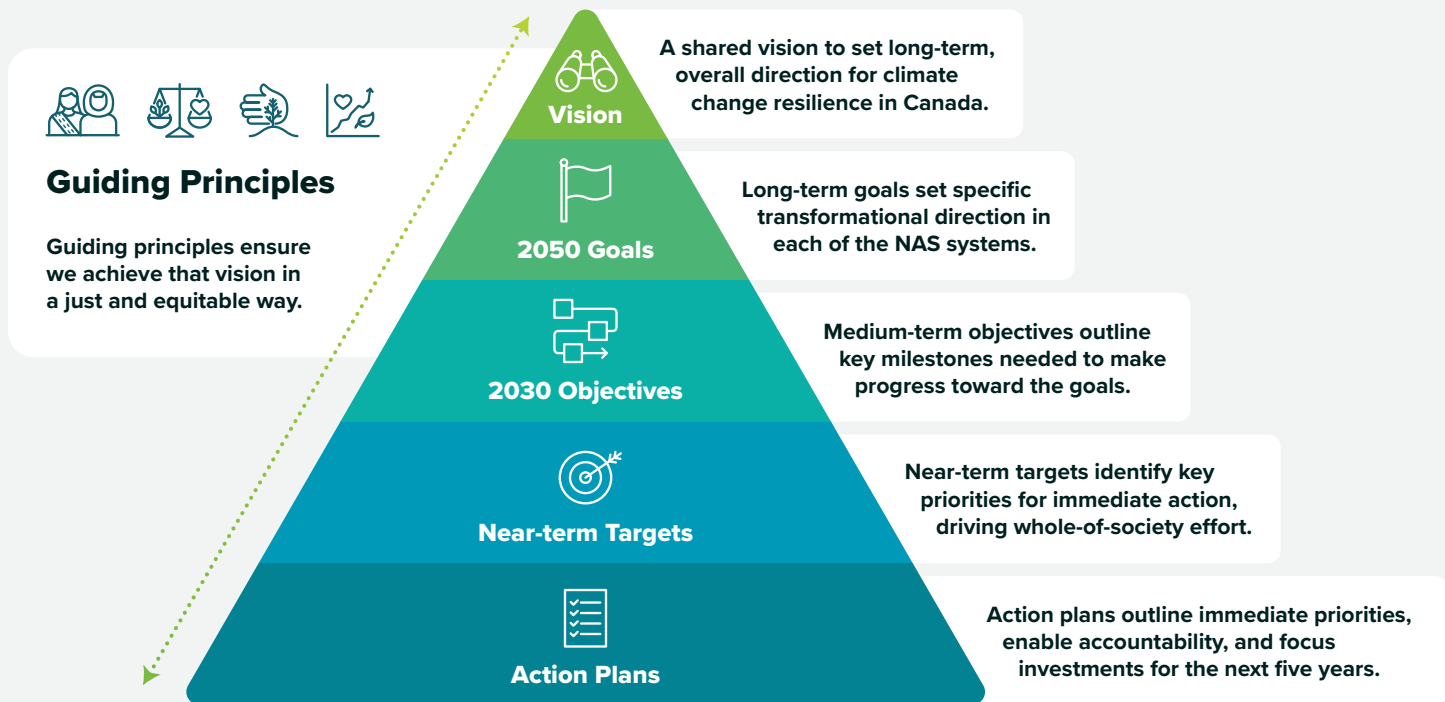 Guiding Principles
Guiding principles ensure
we achieve that vision in
a just and equitable way.
Vision
A shared vision to set long-term,
overall direction for climate
change resilience in Canada.
2050 Goals
Long-term goals set specific
transformational direction in
each of the NAS systems.
2030 Objectives
Medium-term objectives outline
key milestones needed to make
progress toward the goals.
Near-term Targets
Near-term targets identify key
priorities for immediate action,
driving whole-of-society effort.
Action Plans
Action plans outline immediate priorities,
enable accountability, and focus
investments for the next five years.